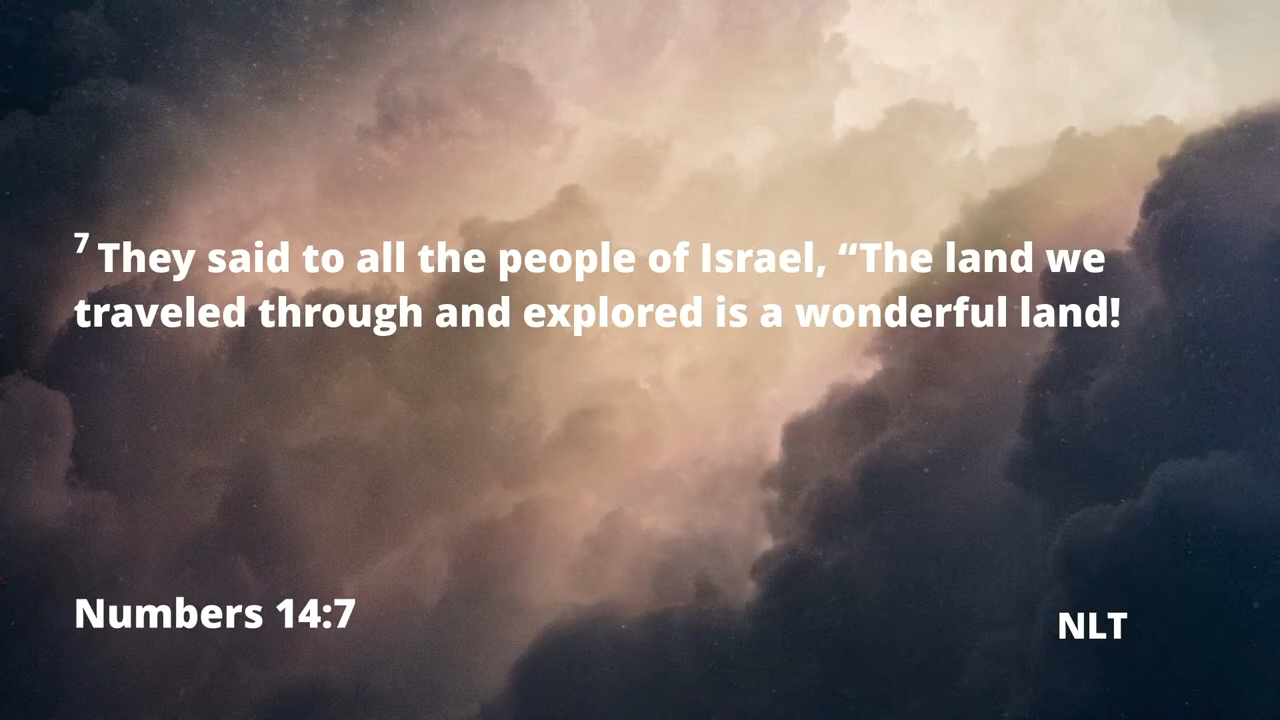 7 They said to all the people of Israel, “The land we
traveled through and explored is a wonderful land!
Numbers 14:7
NLT